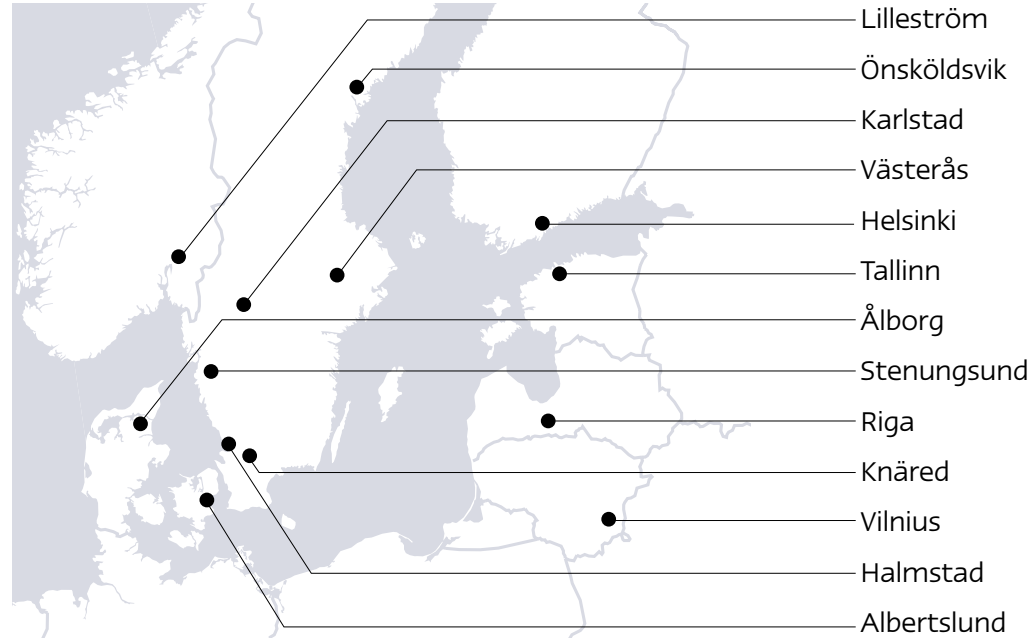 Lilleström
Önsköldsvik
Karlstad
Västerås
Helsinki
Tallinn
Ålborg
Stenungsund
Riga
Knäred
Vilnius
Halmstad
Albertslund